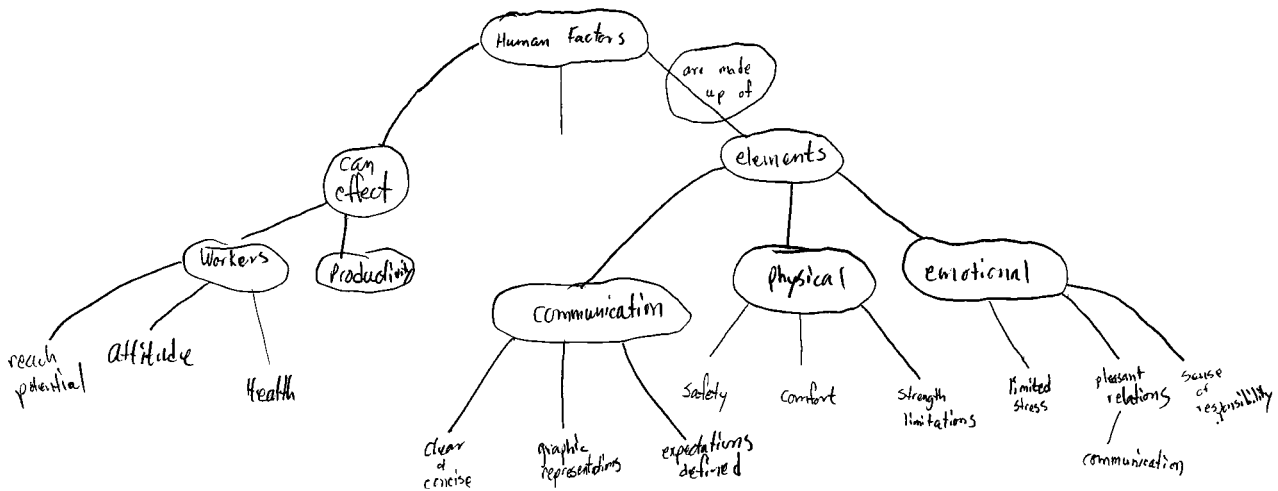 Human Factors
are made
up of
can
effect
elements
Workers
Productivity
communication
Physical
emotional
reach
potential
attitude
Health
Safety
comfort
strength
limitations
limited
stress
pleasant
relations
sense
of
responsibility
clear
&
concise
graphic
representations
expectations
defined
communication